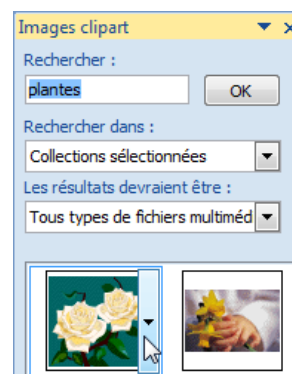 Images clipart
Rechercher :
plantes
OK
Rechercher dans :
Collections sélectionnées
Les résultats devraient être :
Tous types de fichiers multiméd